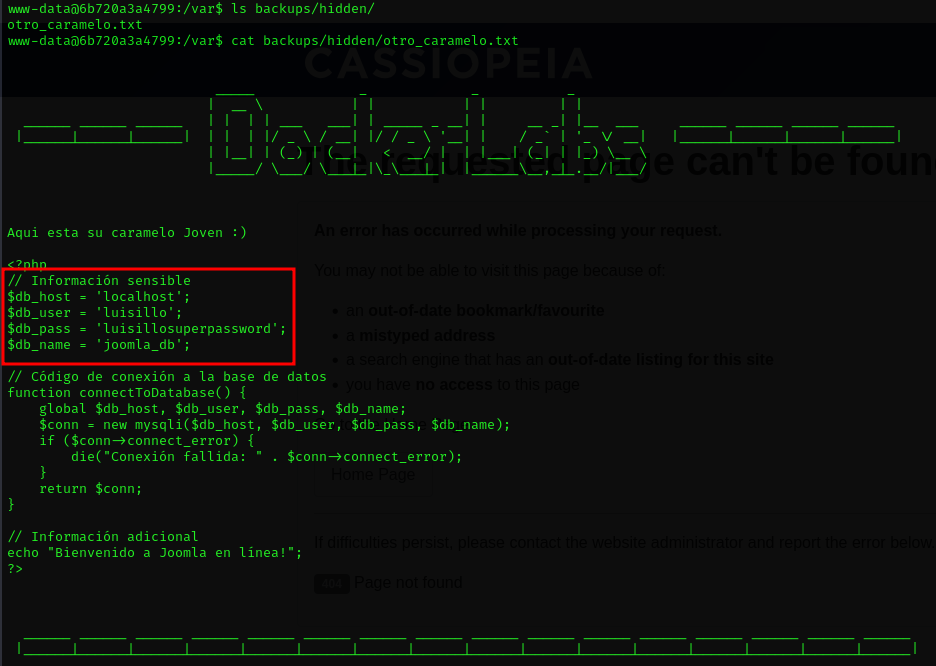 www-data@6b720a3a4799:/var$ ls backups/hidden/
otro_caramelo.txt
www-data@6b720a3a4799:/var$ cat backups/hidden/otro_caramelo.txt
CASSIOPEIA
DockerLabs
The requested page can't be foun
Aqui esta su caramelo Joven :)
An error has occurred while processing your request.
<?php
You may not be able to visit this page because of:
// Información sensible
$db_host = 'localhost';
an out-of-date bookmark/favourite
$db_user = 'luisillo';
$db_pass = 'luisillosuperpassword';
a mistyped address
$db_name = 'joomla_db';
a search engine that has an out-of-date listing for this site
// Código de conexión a la base de datos
you have no access to this page
function connectToDatabase() {
global $db_host, $db_user, $db_pass, $db_name;
$conn = new mysqli($db_host, $db_user, $db_pass, $db_name);
if ($conn->connect_error) {
die("Conexión fallida: " . $conn->connect_error);
}
Home Page
return $conn;
}
// Información adicional
If difficulties persist, please contact the website administrator and report the error below.
echo "Bienvenido a Joomla en línea!";
?>
404 Page not found